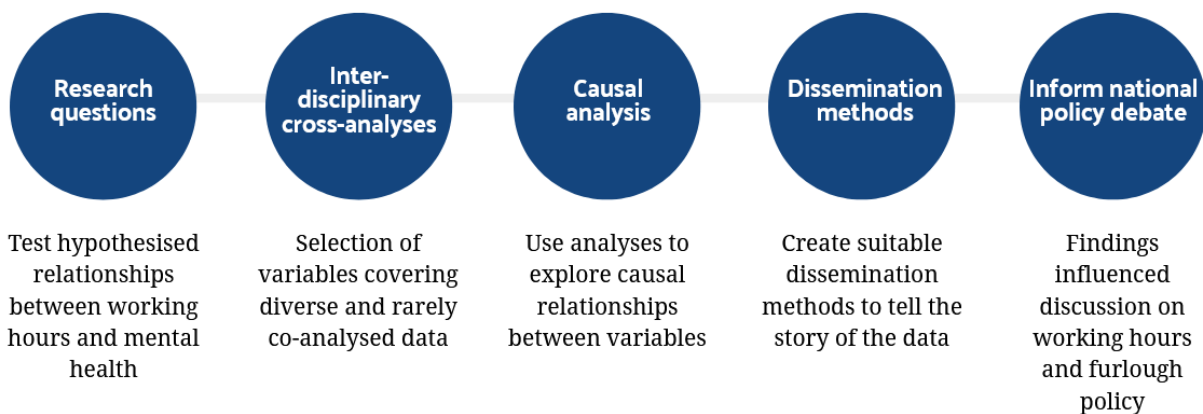 Research
questions
Inter-
disciplinary
cross-analyses
Causal
analysis
Dissemination
methods
Inform national
policy debate
Test hypothesised
relationships
between working
hours and mental
health
Selection of
variables covering
diverse and rarely
co-analysed data
Use analyses to
explore causal
relationships
between variables
Create suitable
dissemination
methods to tell the
story of the data
Findings
influenced
discussion on
working hours
and furlough
policy